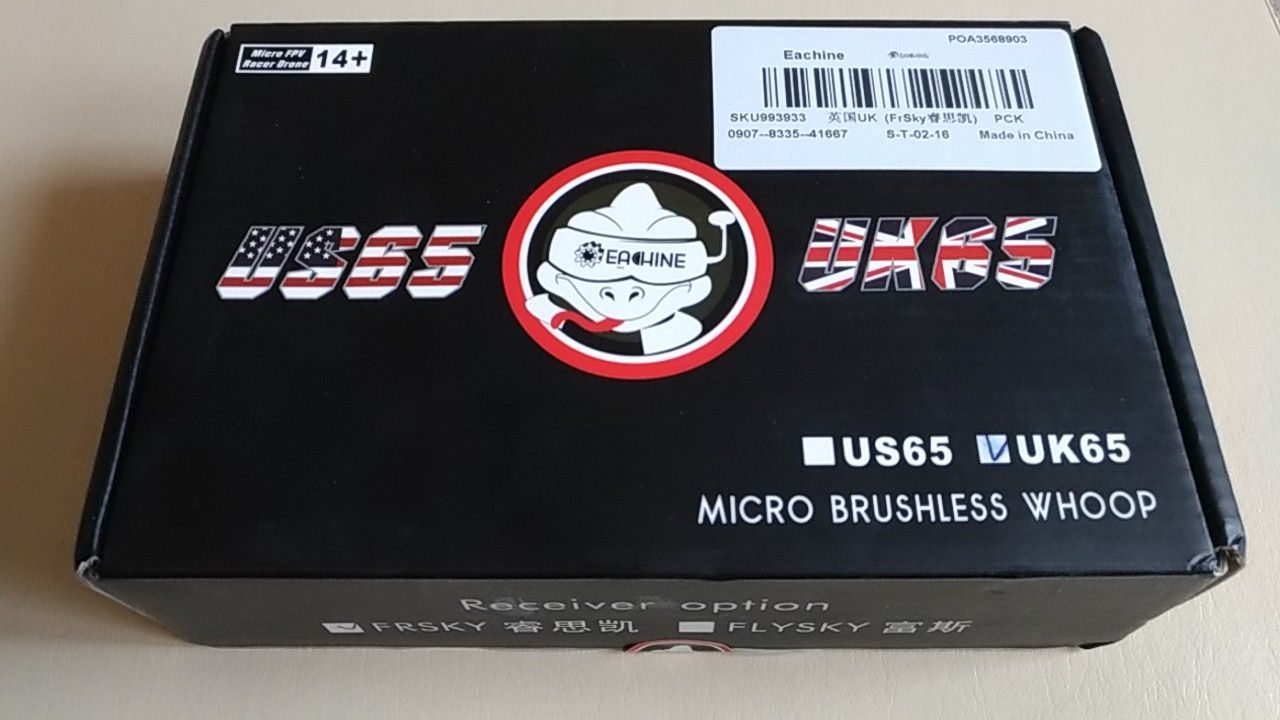 Micro FPV
Racer Drone 14+
POA3568903
Eachine
SKU993933 英国UK (FrSky睿思凯) PCK
0907--8335--41667 S-T-02-16 Made in China
US65
EACHINE
UK65
US65 UK65
MICRO BRUSHLESS WHOOP
Receiver option
FRSKY 睿思凯 FLYSKY 富斯